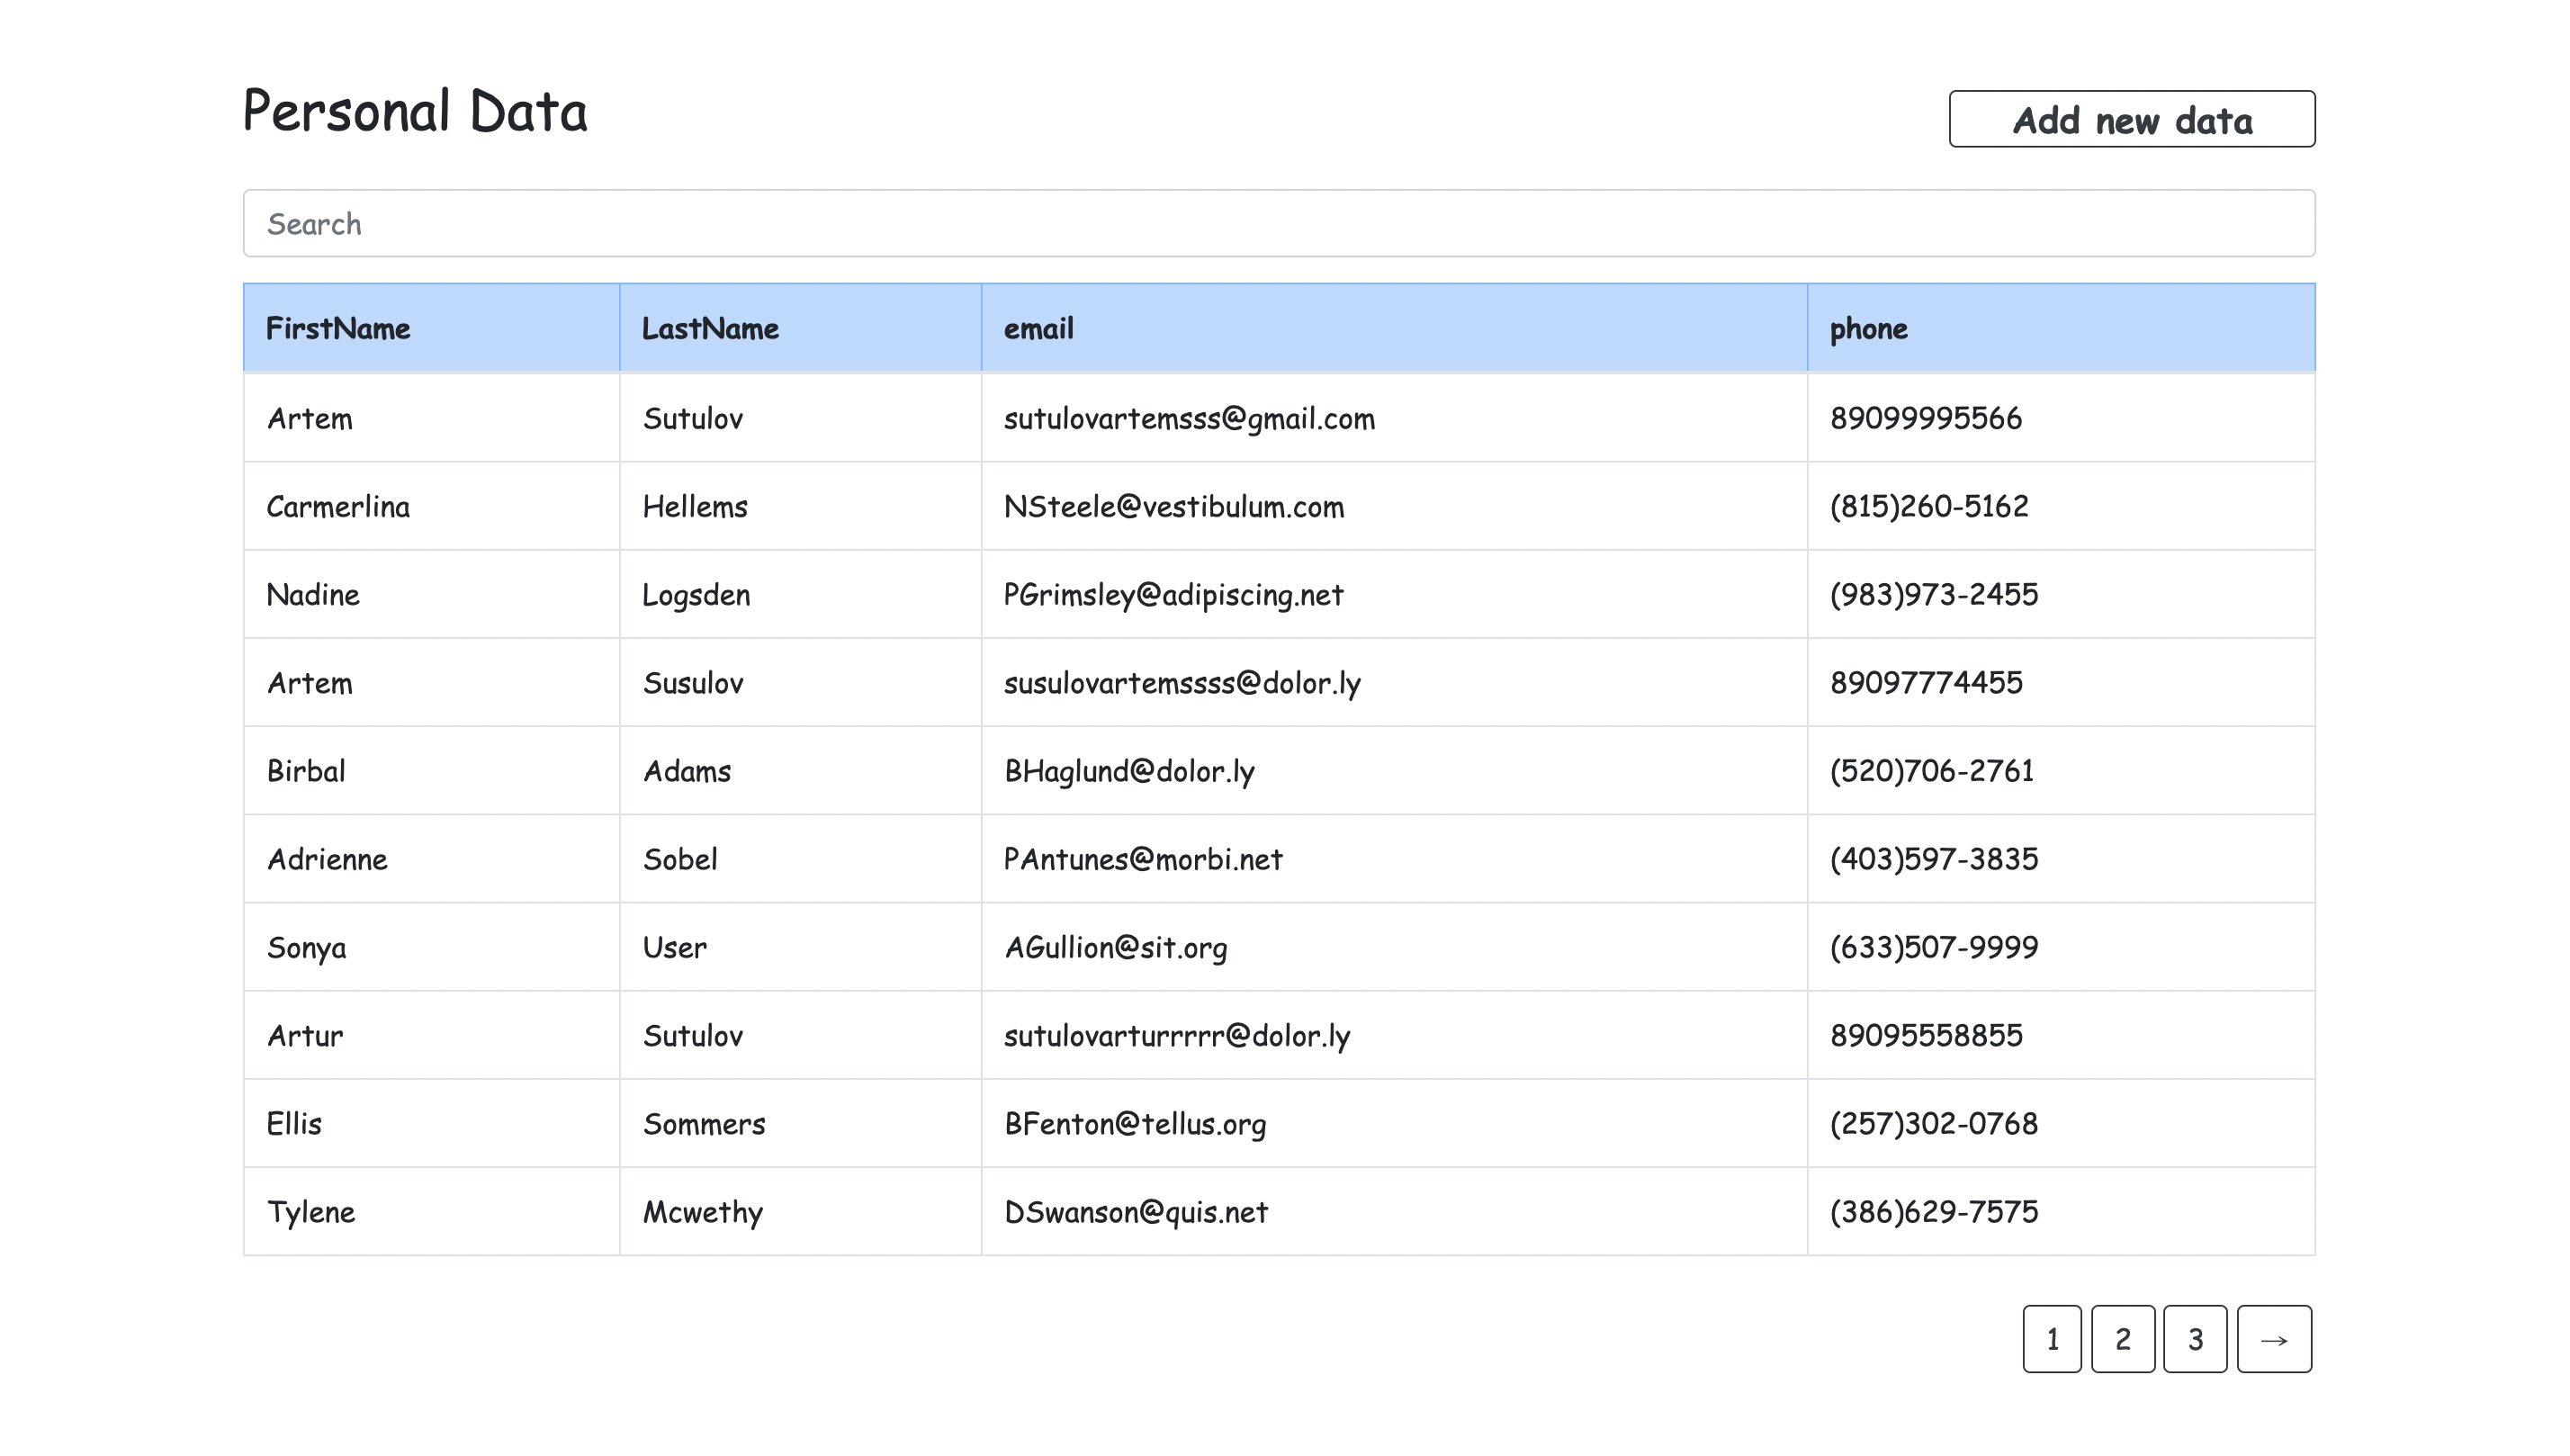 Personal Data
Add new data
Search
FirstName LastName email phone
Artem Sutulov sutulovartemsss@gmail.com 89099995566
Carmerlina Hellems NSteele@vestibulum.com (815)260-5162
Nadine Logsden PGrimsley@adipiscing.net (983)973-2455
Artem Susulov susulovartemssss@dolor.ly 89097774455
Birbal Adams BHaglund@dolor.ly (520)706-2761
Adrienne Sobel PAntunes@morbi.net (403)597-3835
Sonya User AGullion@sit.org (633)507-9999
Artur Sutulov sutulovarturrrrr@dolor.ly 89095558855
Ellis Sommers BFenton@tellus.org (257)302-0768
Tylene Mcwethy DSwanson@quis.net (386)629-7575
1 2 3 →